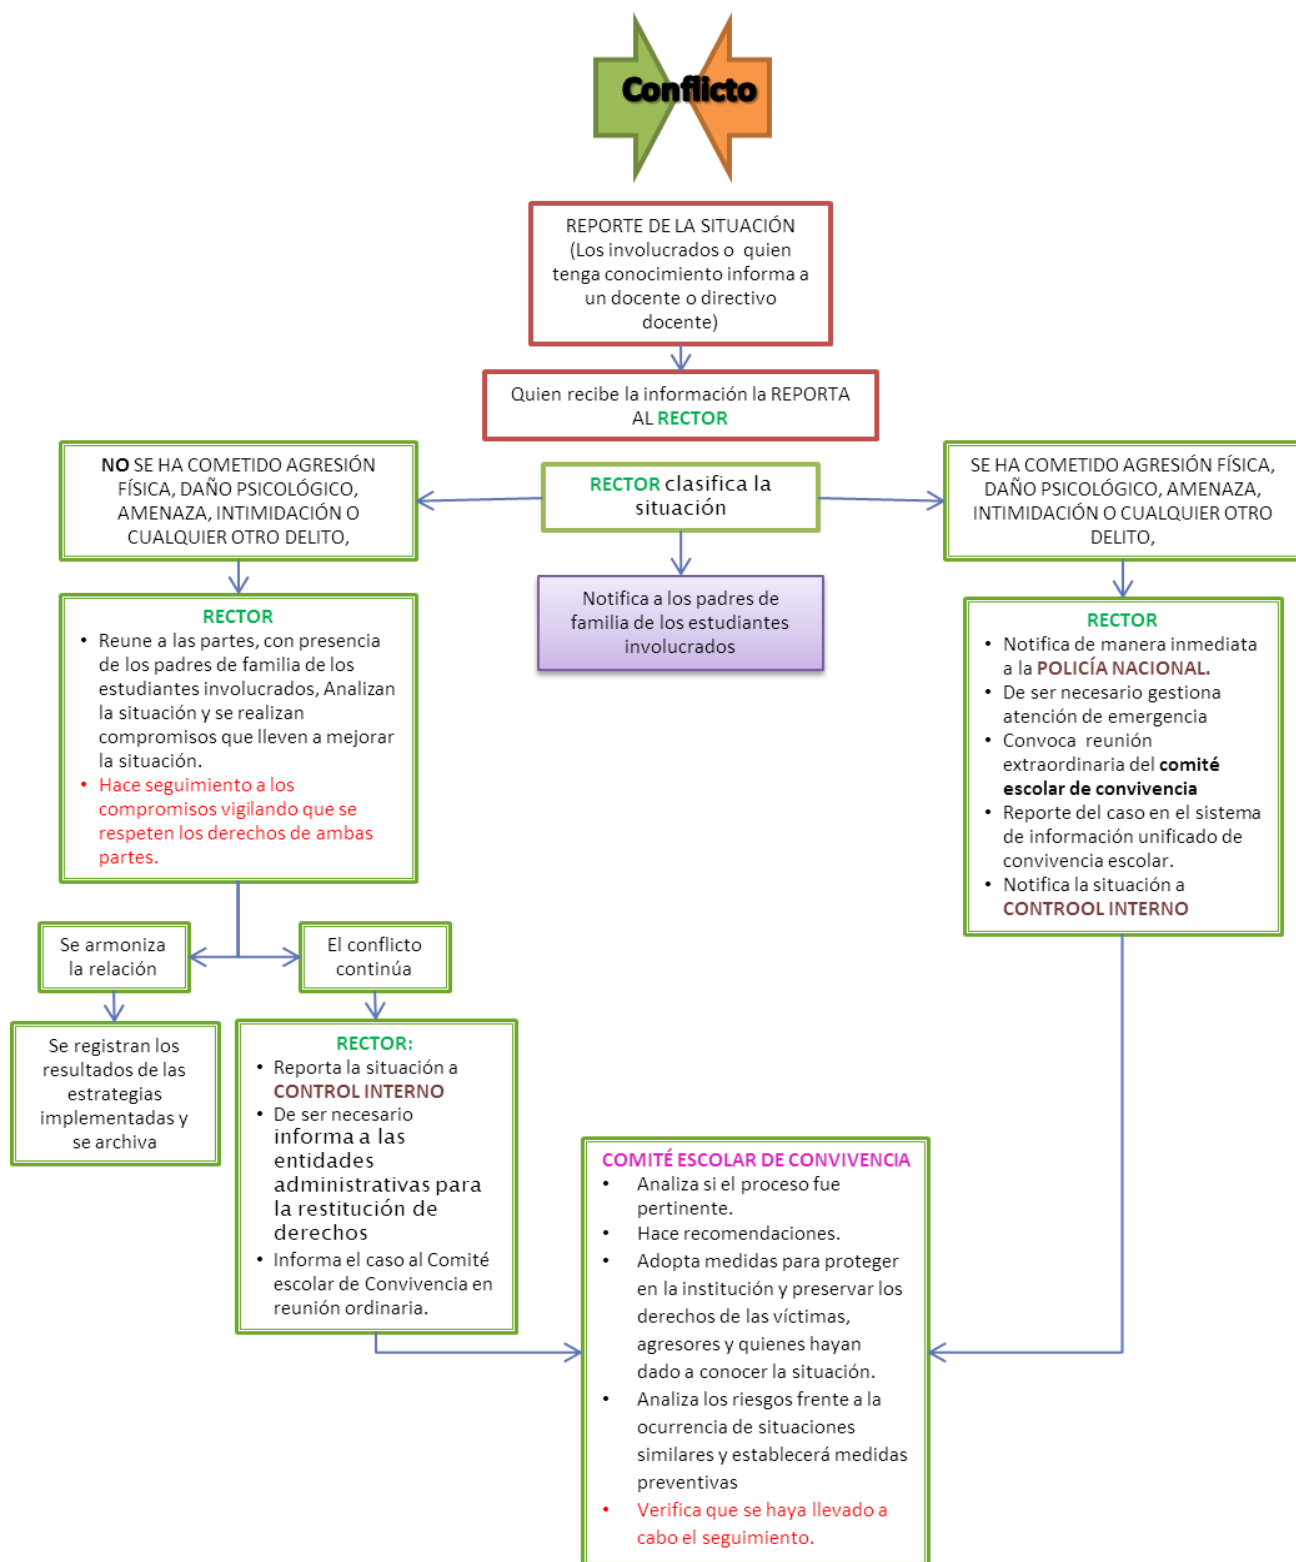 Conflicto
REPORTE DE LA SITUACIÓN
(Los involucrados o quien
tenga conocimiento informa a
un docente o directivo
docente)
Quien recibe la información la REPORTA
AL RECTOR
NO SE HA COMETIDO AGRESIÓN
FÍSICA, DAÑO PSICOLÓGICO,
AMENAZA, INTIMIDACIÓN O
CUALQUIER OTRO DELITO,
RECTOR clasifica la
situación
SE HA COMETIDO AGRESIÓN FÍSICA,
DAÑO PSICOLÓGICO, AMENAZA,
INTIMIDACIÓN O CUALQUIER OTRO
DELITO,
Notifica a los padres de
familia de los estudiantes
involucrados
RECTOR
• Reune a las partes, con presencia
de los padres de familia de los
estudiantes involucrados, Analizan
la situación y se realizan
compromisos que lleven a mejorar
la situación.
• Hace seguimiento a los
compromisos vigilando que se
respeten los derechos de ambas
partes.
RECTOR
• Notifica de manera inmediata
a la POLICÍA NACIONAL.
• De ser necesario gestiona
atención de emergencia
• Convoca reunión
extraordinaria del comité
escolar de convivencia
• Reporte del caso en el sistema
de información unificado de
convivencia escolar.
• Notifica la situación a
CONTROOL INTERNO
Se armoniza
la relación
El conflicto
continúa
Se registran los
resultados de las
estrategias
implementadas y
se archiva
RECTOR:
• Reporta la situación a
CONTROL INTERNO
• De ser necesario
informa a las
entidades
administrativas para
la restitución de
derechos
• Informa el caso al Comité
escolar de Convivencia en
reunión ordinaria.
COMITÉ ESCOLAR DE CONVIVENCIA
• Analiza si el proceso fue
pertinente.
• Hace recomendaciones.
• Adopta medidas para proteger
en la institución y preservar los
derechos de las víctimas,
agresores y quienes hayan
dado a conocer la situación.
• Analiza los riesgos frente a la
ocurrencia de situaciones
similares y establecerá medidas
preventivas
• Verifica que se haya llevado a
cabo el seguimiento.